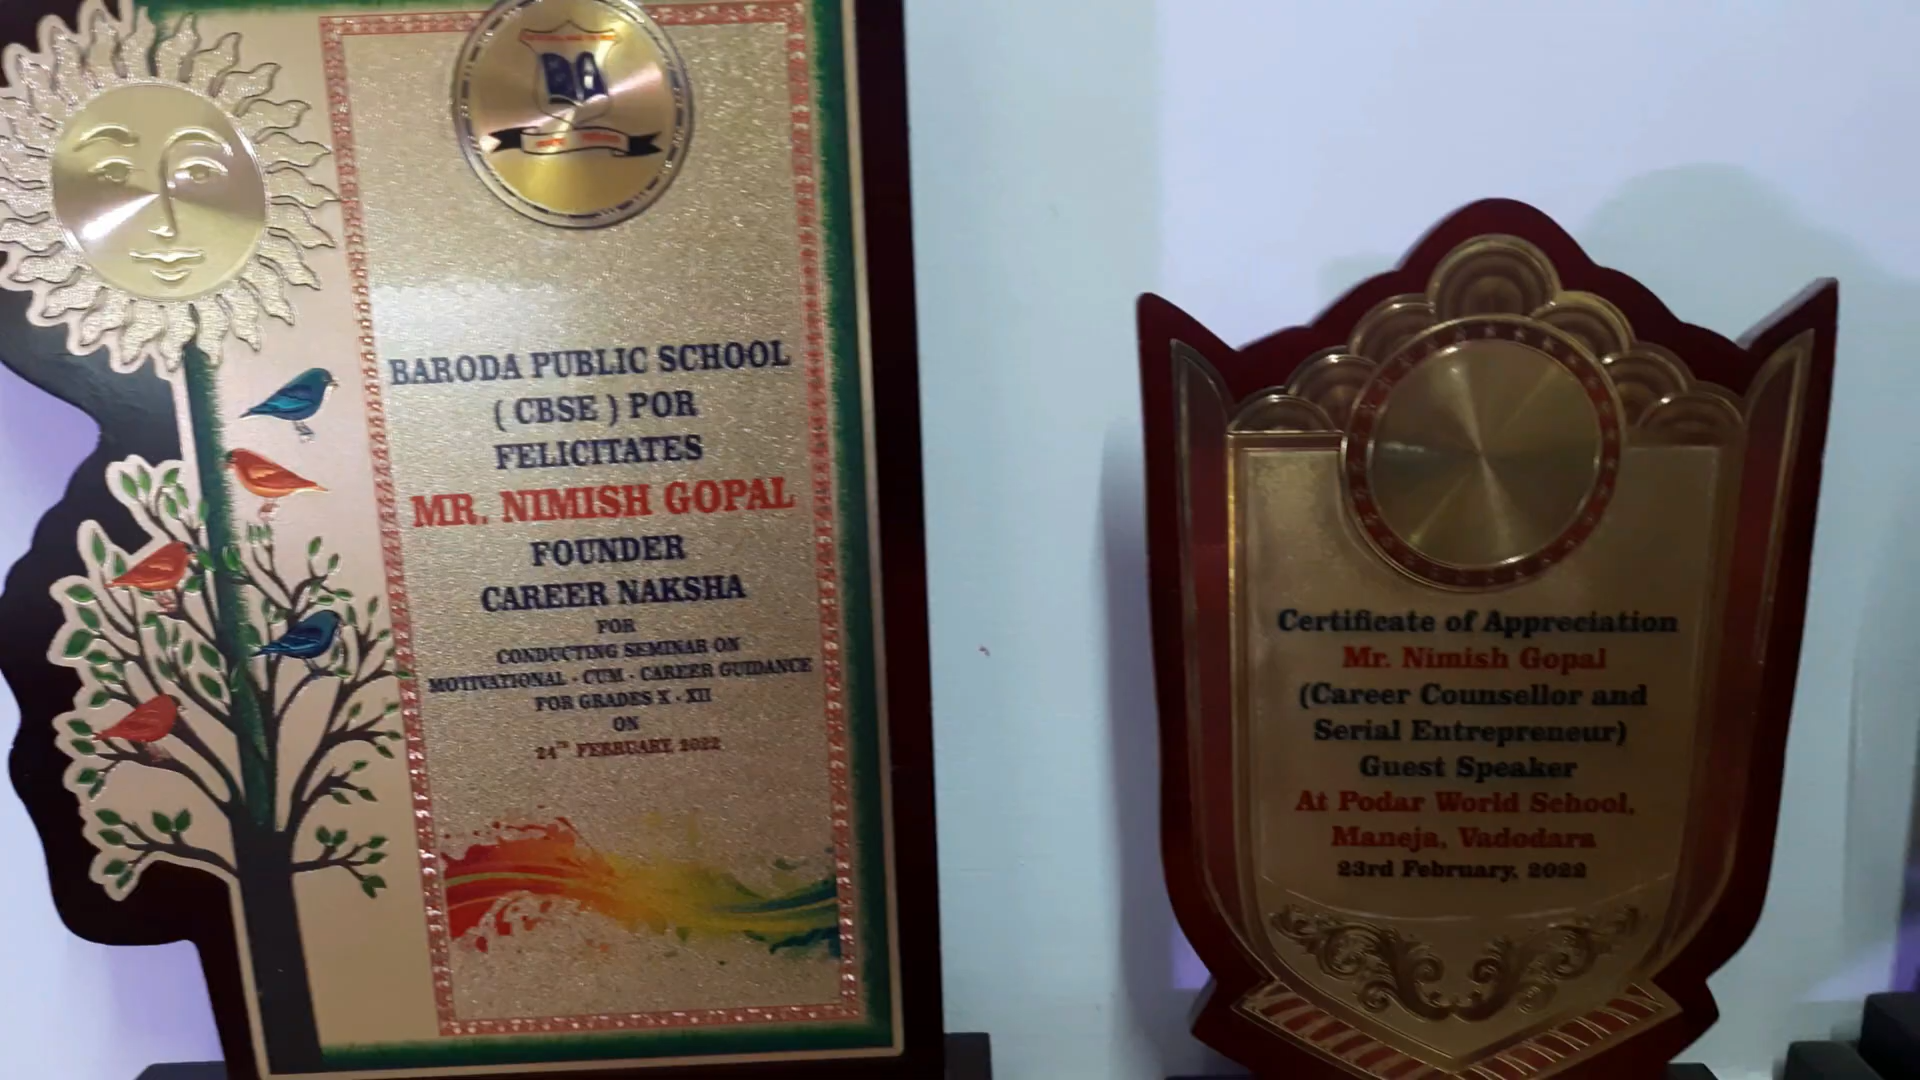 BARODA PUBLIC SCHOOL
( CBSE ) POR
FELICITATES
MR. NIMISH GOPAL
FOUNDER
CAREER NAKSHA
FOR
CONDUCTING SEMINAR ON
MOTIVATIONAL - CUM - CAREER GUIDANCE
FOR GRADES X - XII
ON
24TH FEBRUARY, 2022
Certificate of Appreciation
Mr. Nimish Gopal
(Career Counsellor and
Serial Entrepreneur)
Guest Speaker
At Podar World School,
Maneja, Vadodara
23rd February, 2022